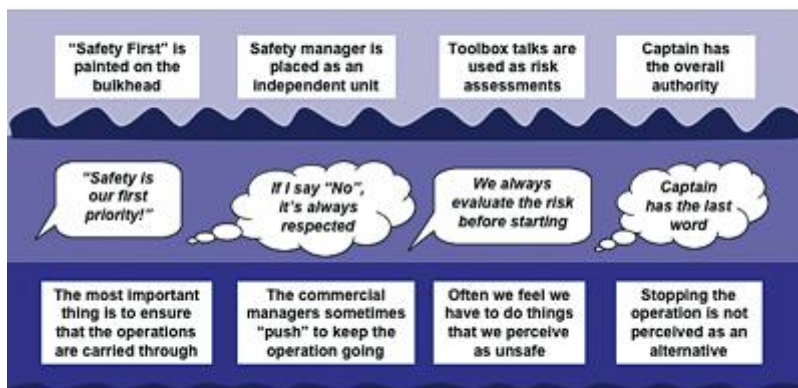 "Safety First" is
painted on the
bulkhead
Safety manager is
placed as an
independent unit
Toolbox talks are
used as risk
assessments
Captain has
the overall
authority
"Safety is
our first
priority!"
If I say "No",
it's always
respected
We always
evaluate the risk
before starting
Captain
has the last
word
The most important
thing is to ensure
that the operations
are carried through
The commercial
managers sometimes
"push" to keep the
operation going
Often we feel we
have to do things
that we perceive
as unsafe
Stopping the
operation is not
perceived as an
alternative